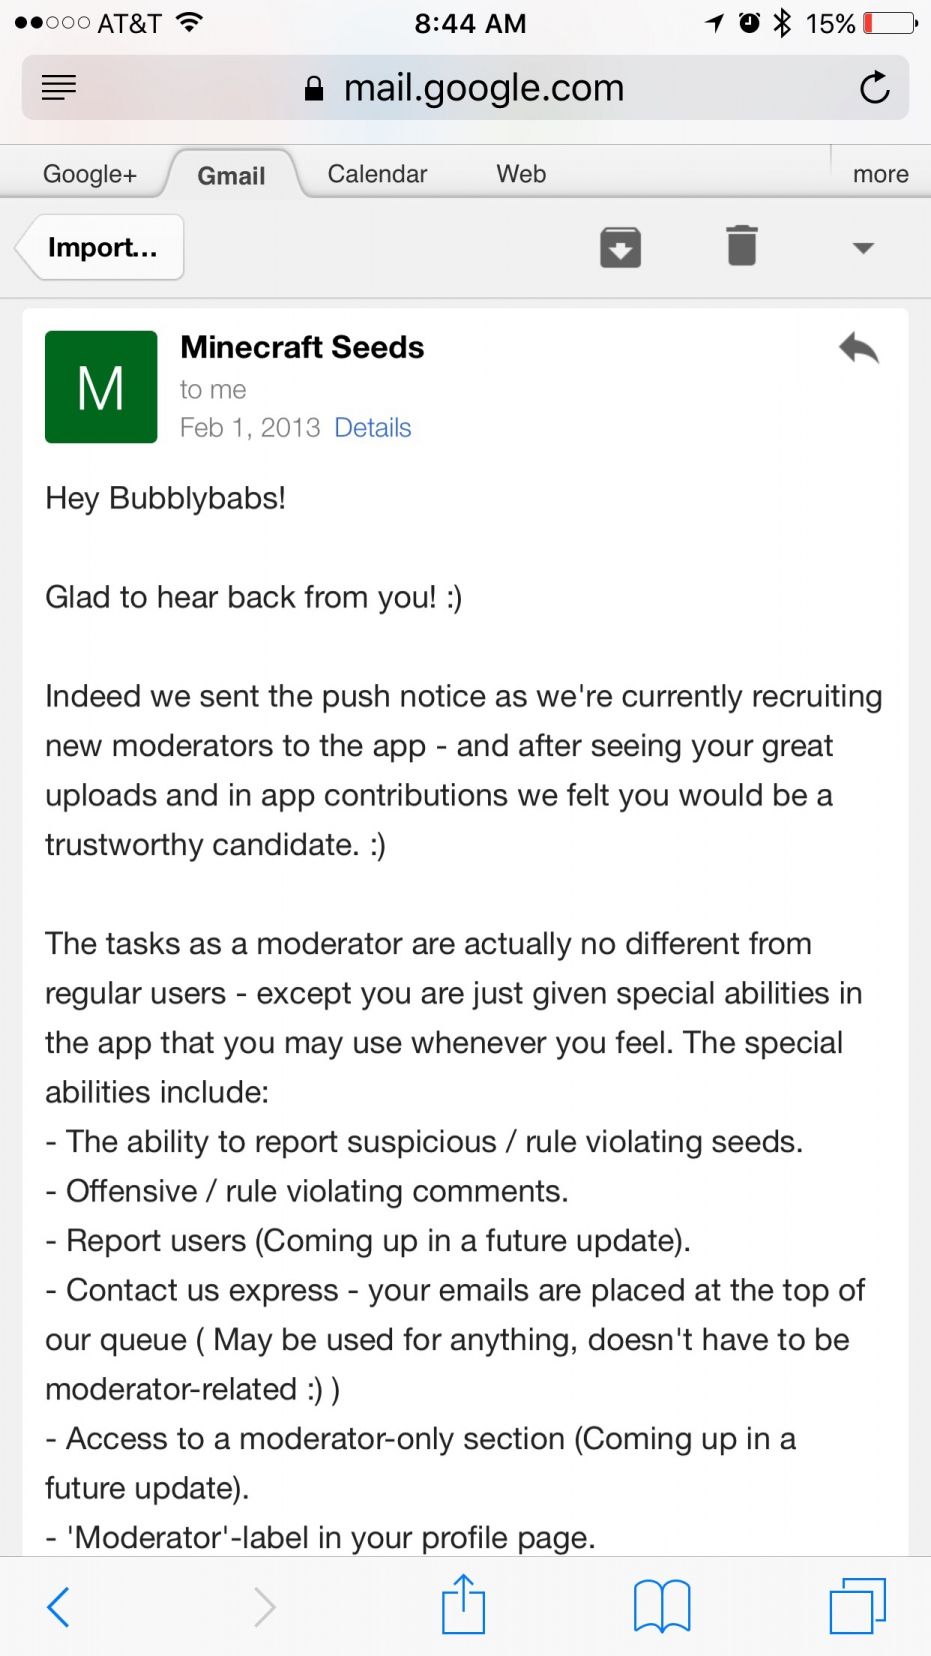 AT&T 8:44 AM 15%
mail.google.com
Google+ Gmail Calendar Web more
Import...
M
Minecraft Seeds
to me
Feb 1, 2013 Details
Hey Bubblybabs!
Glad to hear back from you! :)
Indeed we sent the push notice as we're currently recruiting
new moderators to the app - and after seeing your great
uploads and in app contributions we felt you would be a
trustworthy candidate. :)
The tasks as a moderator are actually no different from
regular users - except you are just given special abilities in
the app that you may use whenever you feel. The special
abilities include:
- The ability to report suspicious / rule violating seeds.
- Offensive / rule violating comments.
- Report users (Coming up in a future update).
- Contact us express - your emails are placed at the top of
our queue ( May be used for anything, doesn't have to be
moderator-related :) )
- Access to a moderator-only section (Coming up in a
future update).
- 'Moderator'-label in your profile page.